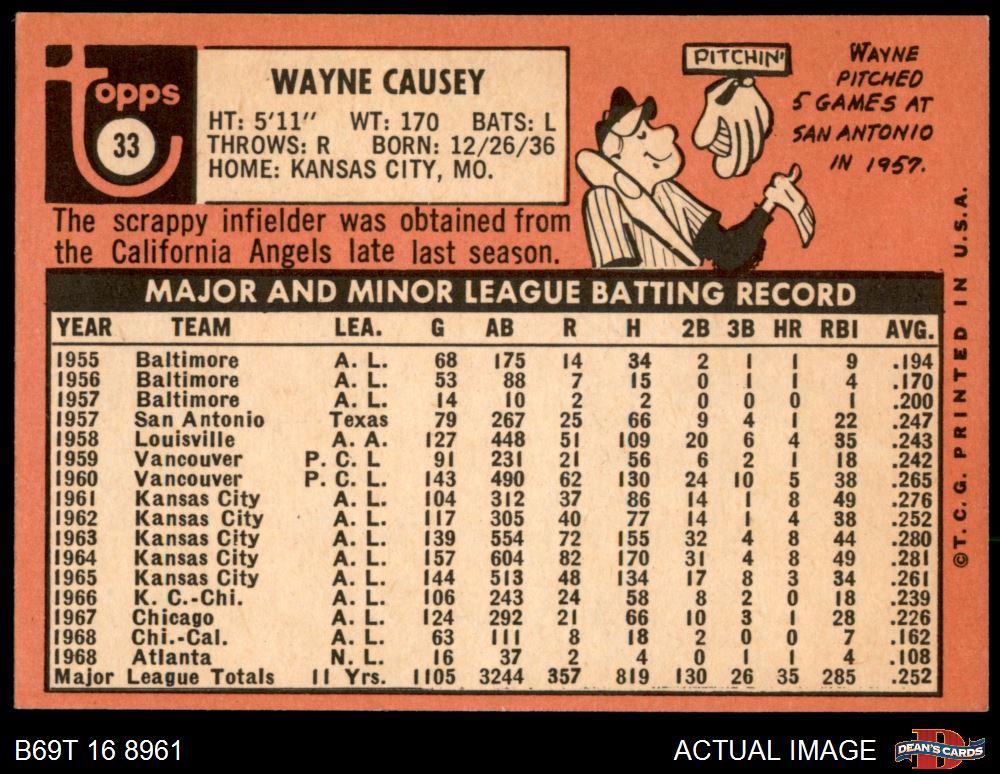 Topps
33
WAYNE CAUSEY
HT: 5'11" WT: 170 BATS: L
THROWS: R BORN: 12/26/36
HOME: KANSAS CITY, MO.
PITCHIN'
WAYNE
PITCHED
5 GAMES AT
SAN ANTONIO
IN 1957.
The scrappy infielder was obtained from
the California Angels late last season.
MAJOR AND MINOR LEAGUE BATTING RECORD
YEAR TEAM LEA. G AB R H 2B 3B HR RBI AVG.
1955 Baltimore A. L. 68 175 14 34 2 1 1 9 .194
1956 Baltimore A. L. 53 88 7 15 0 1 1 4 .170
1957 Baltimore A. L. 14 10 2 2 0 0 0 1 .200
1957 San Antonio Texas 79 267 25 66 9 4 1 22 .247
1958 Louisville A. A. 127 448 51 109 20 6 4 35 .243
1959 Vancouver P. C. L 91 231 21 56 6 2 1 18 .242
1960 Vancouver P. C. L. 143 490 62 130 24 10 5 38 .265
1961 Kansas City A. L. 104 312 37 86 14 1 8 49 .276
1962 Kansas City A. L. 117 305 40 77 14 1 4 38 .252
1963 Kansas City A. L. 139 554 72 155 32 4 8 44 .280
1964 Kansas City A. L. 157 604 82 170 31 4 8 49 .281
1965 Kansas City A. L. 144 513 48 134 17 8 3 34 .261
1966 K. C.-Chi. A. L. 106 243 24 58 8 2 0 18 .239
1967 Chicago A. L. 124 292 21 66 10 3 1 28 .226
1968 Chi.-Cal. A. L. 63 111 8 18 2 0 0 7 .162
1968 Atlanta N. L. 16 37 2 4 0 1 1 4 .108
Major League Totals 11 Yrs. 1105 3244 357 819 130 26 35 285 .252
©T. C. G. PRINTED IN U.S.A.
B69T 16 8961
ACTUAL IMAGE
DEAN'S CARDS